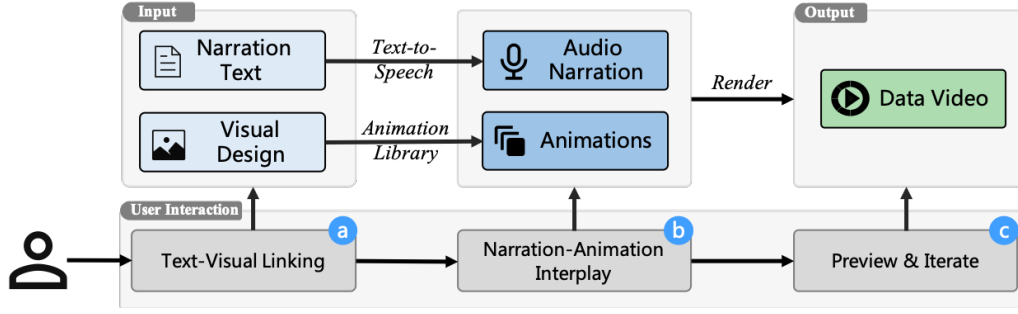 Input
Narration
Text
Text-to-
Speech
Audio
Narration
Visual
Design
Animation
Library
Animations
Render
Output
Data Video
User Interaction
a
Text-Visual Linking
b
Narration-Animation
Interplay
c
Preview & Iterate